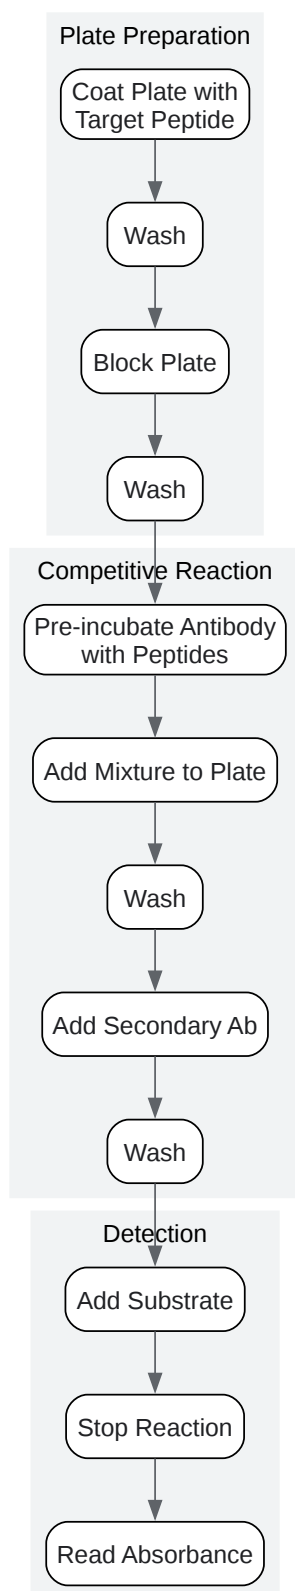 Plate Preparation
Coat Plate with
Target Peptide
Wash
Block Plate
Wash
Competitive Reaction
Pre-incubate Antibody
with Peptides
Add Mixture to Plate
Wash
Add Secondary Ab
Wash
Detection
Add Substrate
Stop Reaction
Read Absorbance